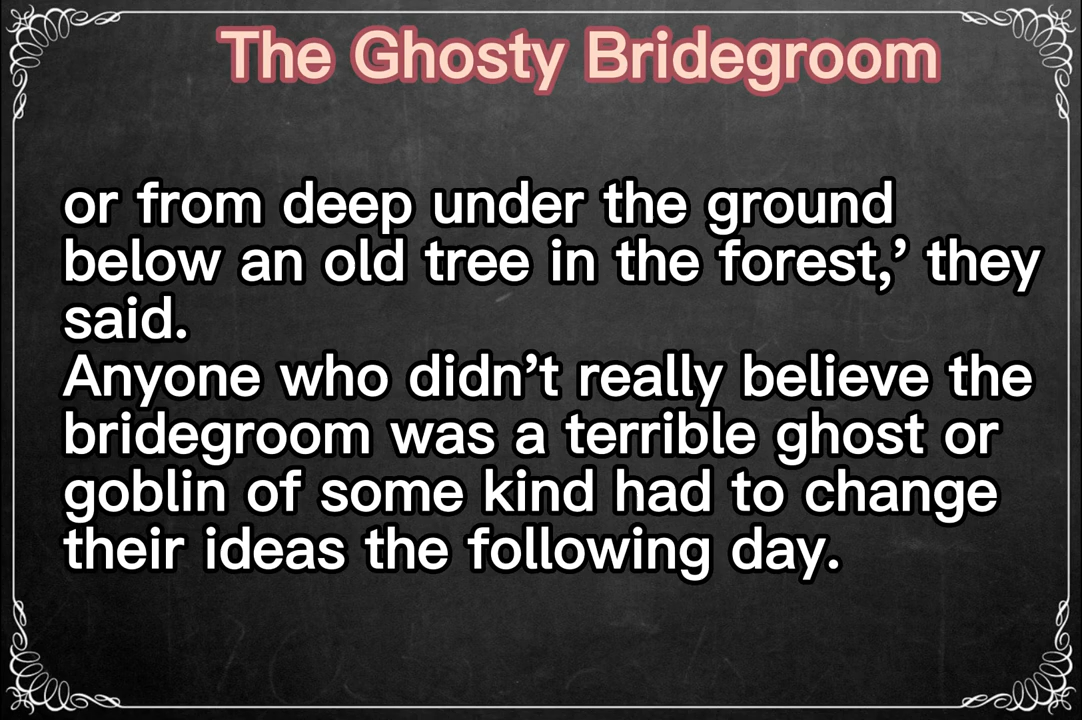 The Ghosty Bridegroom
or from deep under the ground
below an old tree in the forest,’ they
said.
Anyone who didn’t really believe the
bridegroom was a terrible ghost or
goblin of some kind had to change
their ideas the following day.